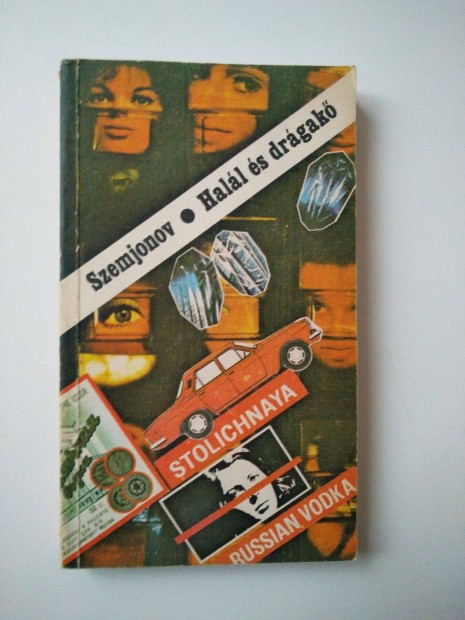 Szemjonov ● Halál és drágakő
STOLICHNAYA
RUSSIAN VODKA